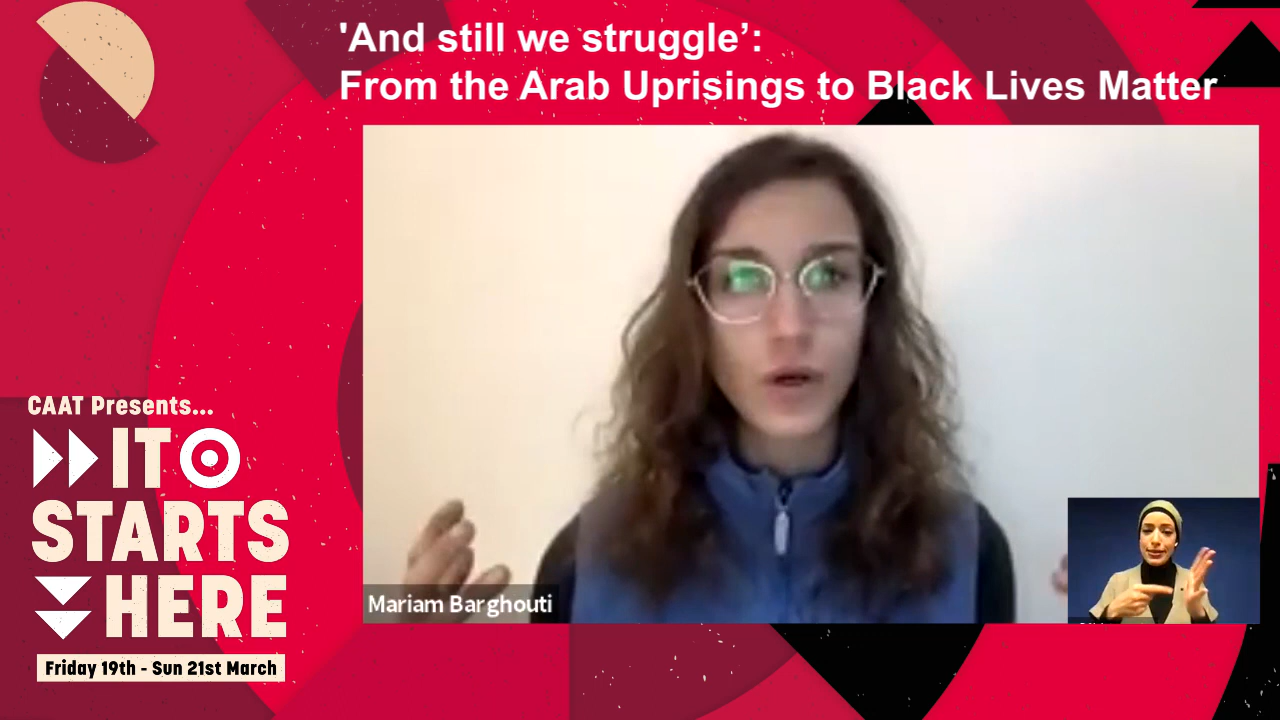 'And still we struggle’:
From the Arab Uprisings to Black Lives Matter
CAAT Presents...
IT
STARTS
HERE
Friday 19th - Sun 21st March
Mariam Barghouti